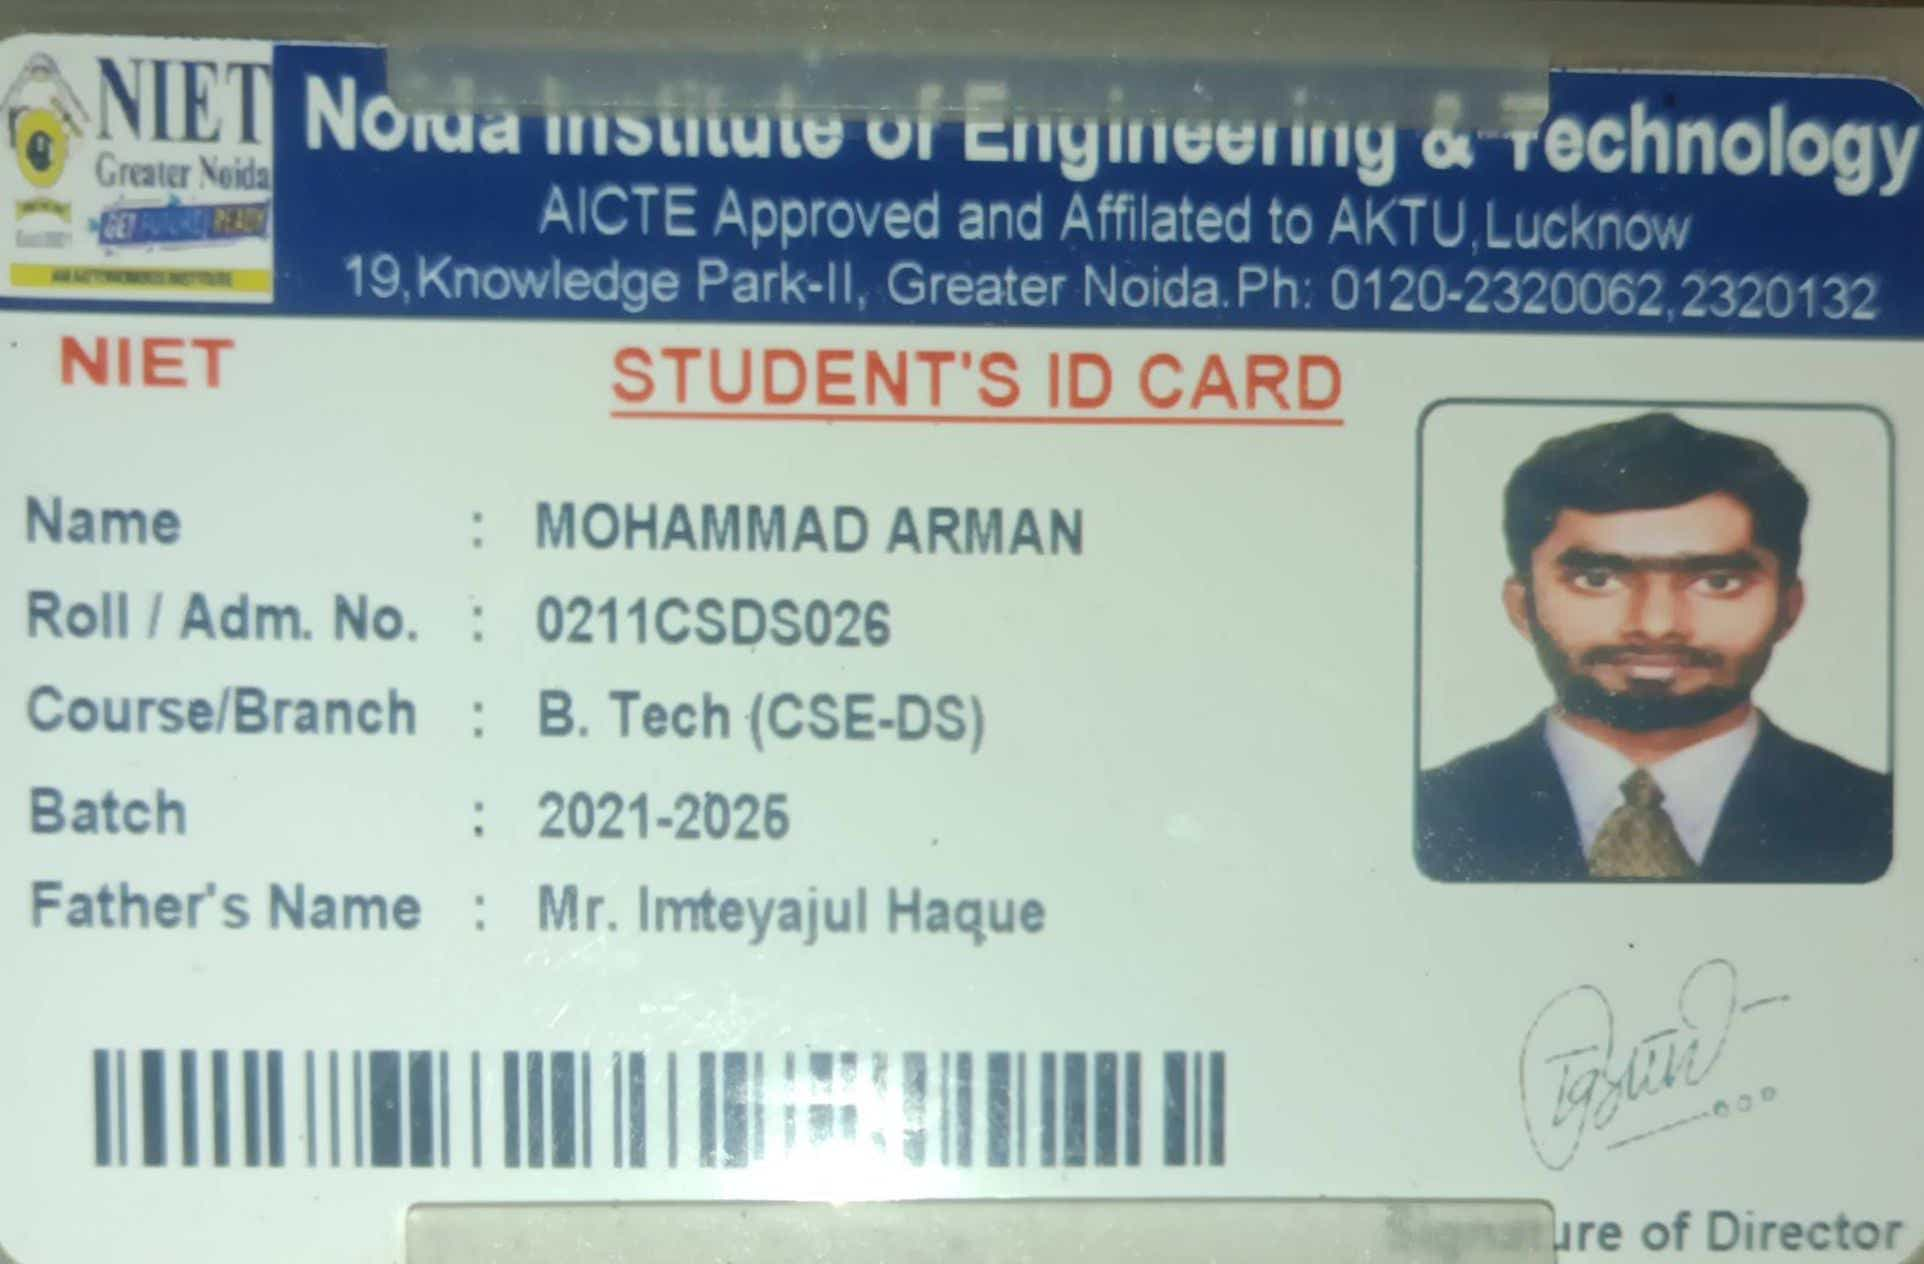 NIET
Greater Noida
GET FUTURE READY
Noida Institute of Engineering & Technology
AICTE Approved and Affilated to AKTU,Lucknow
19,Knowledge Park-II, Greater Noida.Ph: 0120-2320062,2320132
NIET
STUDENT'S ID CARD
Name : MOHAMMAD ARMAN
Roll / Adm. No. : 0211CSDS026
Course/Branch : B. Tech (CSE-DS)
Batch : 2021-2025
Father's Name : Mr. Imteyajul Haque
Signature of Director